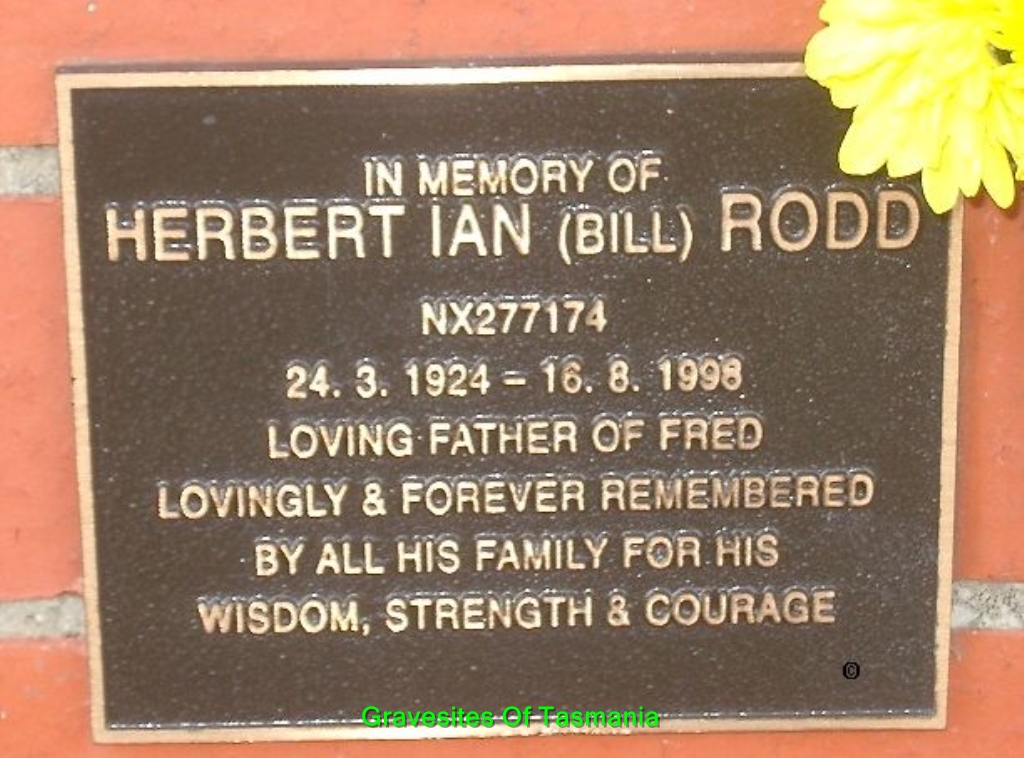 IN MEMORY OF
HERBERT IAN (BILL) RODD
NX277174
24. 3. 1924 – 16. 8. 1998
LOVING FATHER OF FRED
LOVINGLY & FOREVER REMEMBERED
BY ALL HIS FAMILY FOR HIS
WISDOM, STRENGTH & COURAGE
©
Gravesites Of Tasmania